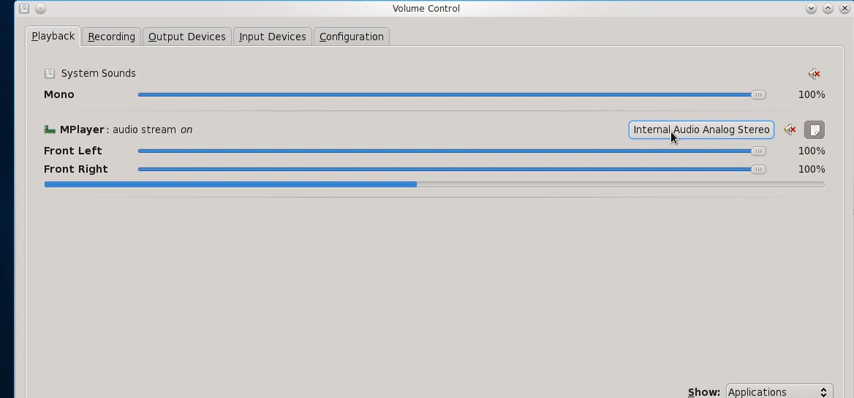 Volume Control
Playback Recording Output Devices Input Devices Configuration
System Sounds
Mono 100%
MPlayer : audio stream on Internal Audio Analog Stereo
Front Left 100%
Front Right 100%
Show: Applications